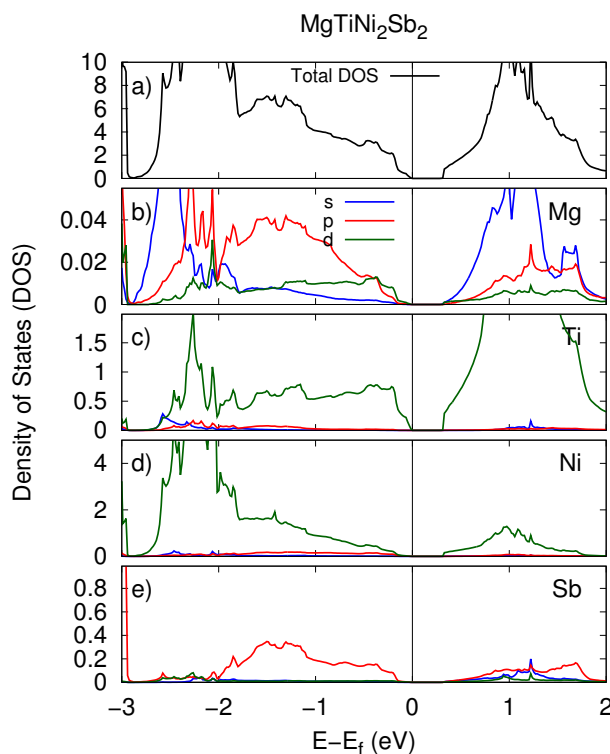 MgTiNi₂Sb₂
10
8
6
4
2
0
a)
Total DOS
0.04
0.02
0
b)
s
p
d
Mg
1.5
1
0.5
0
c)
Ti
4
2
0
d)
Ni
0.8
0.6
0.4
0.2
0
e)
Sb
−3 −2 −1 0 1 2
E−E_f (eV)
Density of States (DOS)